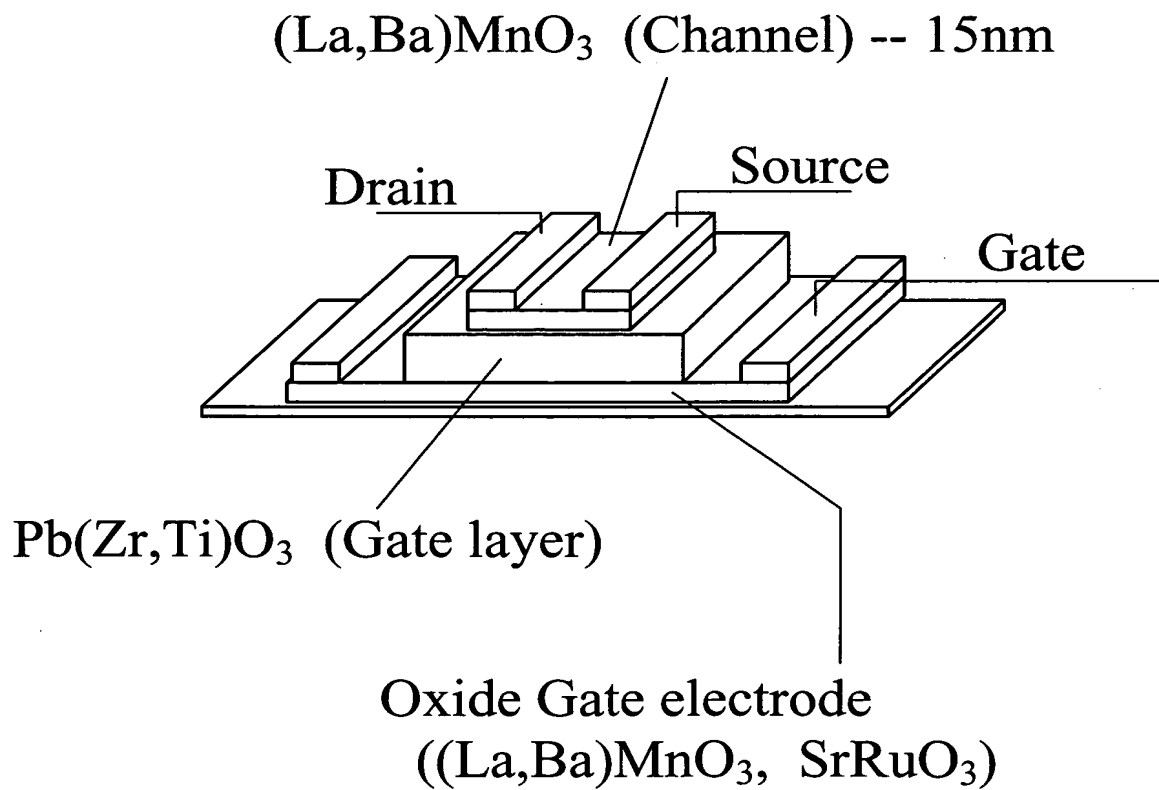 (La,Ba)MnO₃ (Channel) -- 15nm
Drain
Source
Gate
Pb(Zr,Ti)O₃ (Gate layer)
Oxide Gate electrode
((La,Ba)MnO₃, SrRuO₃)